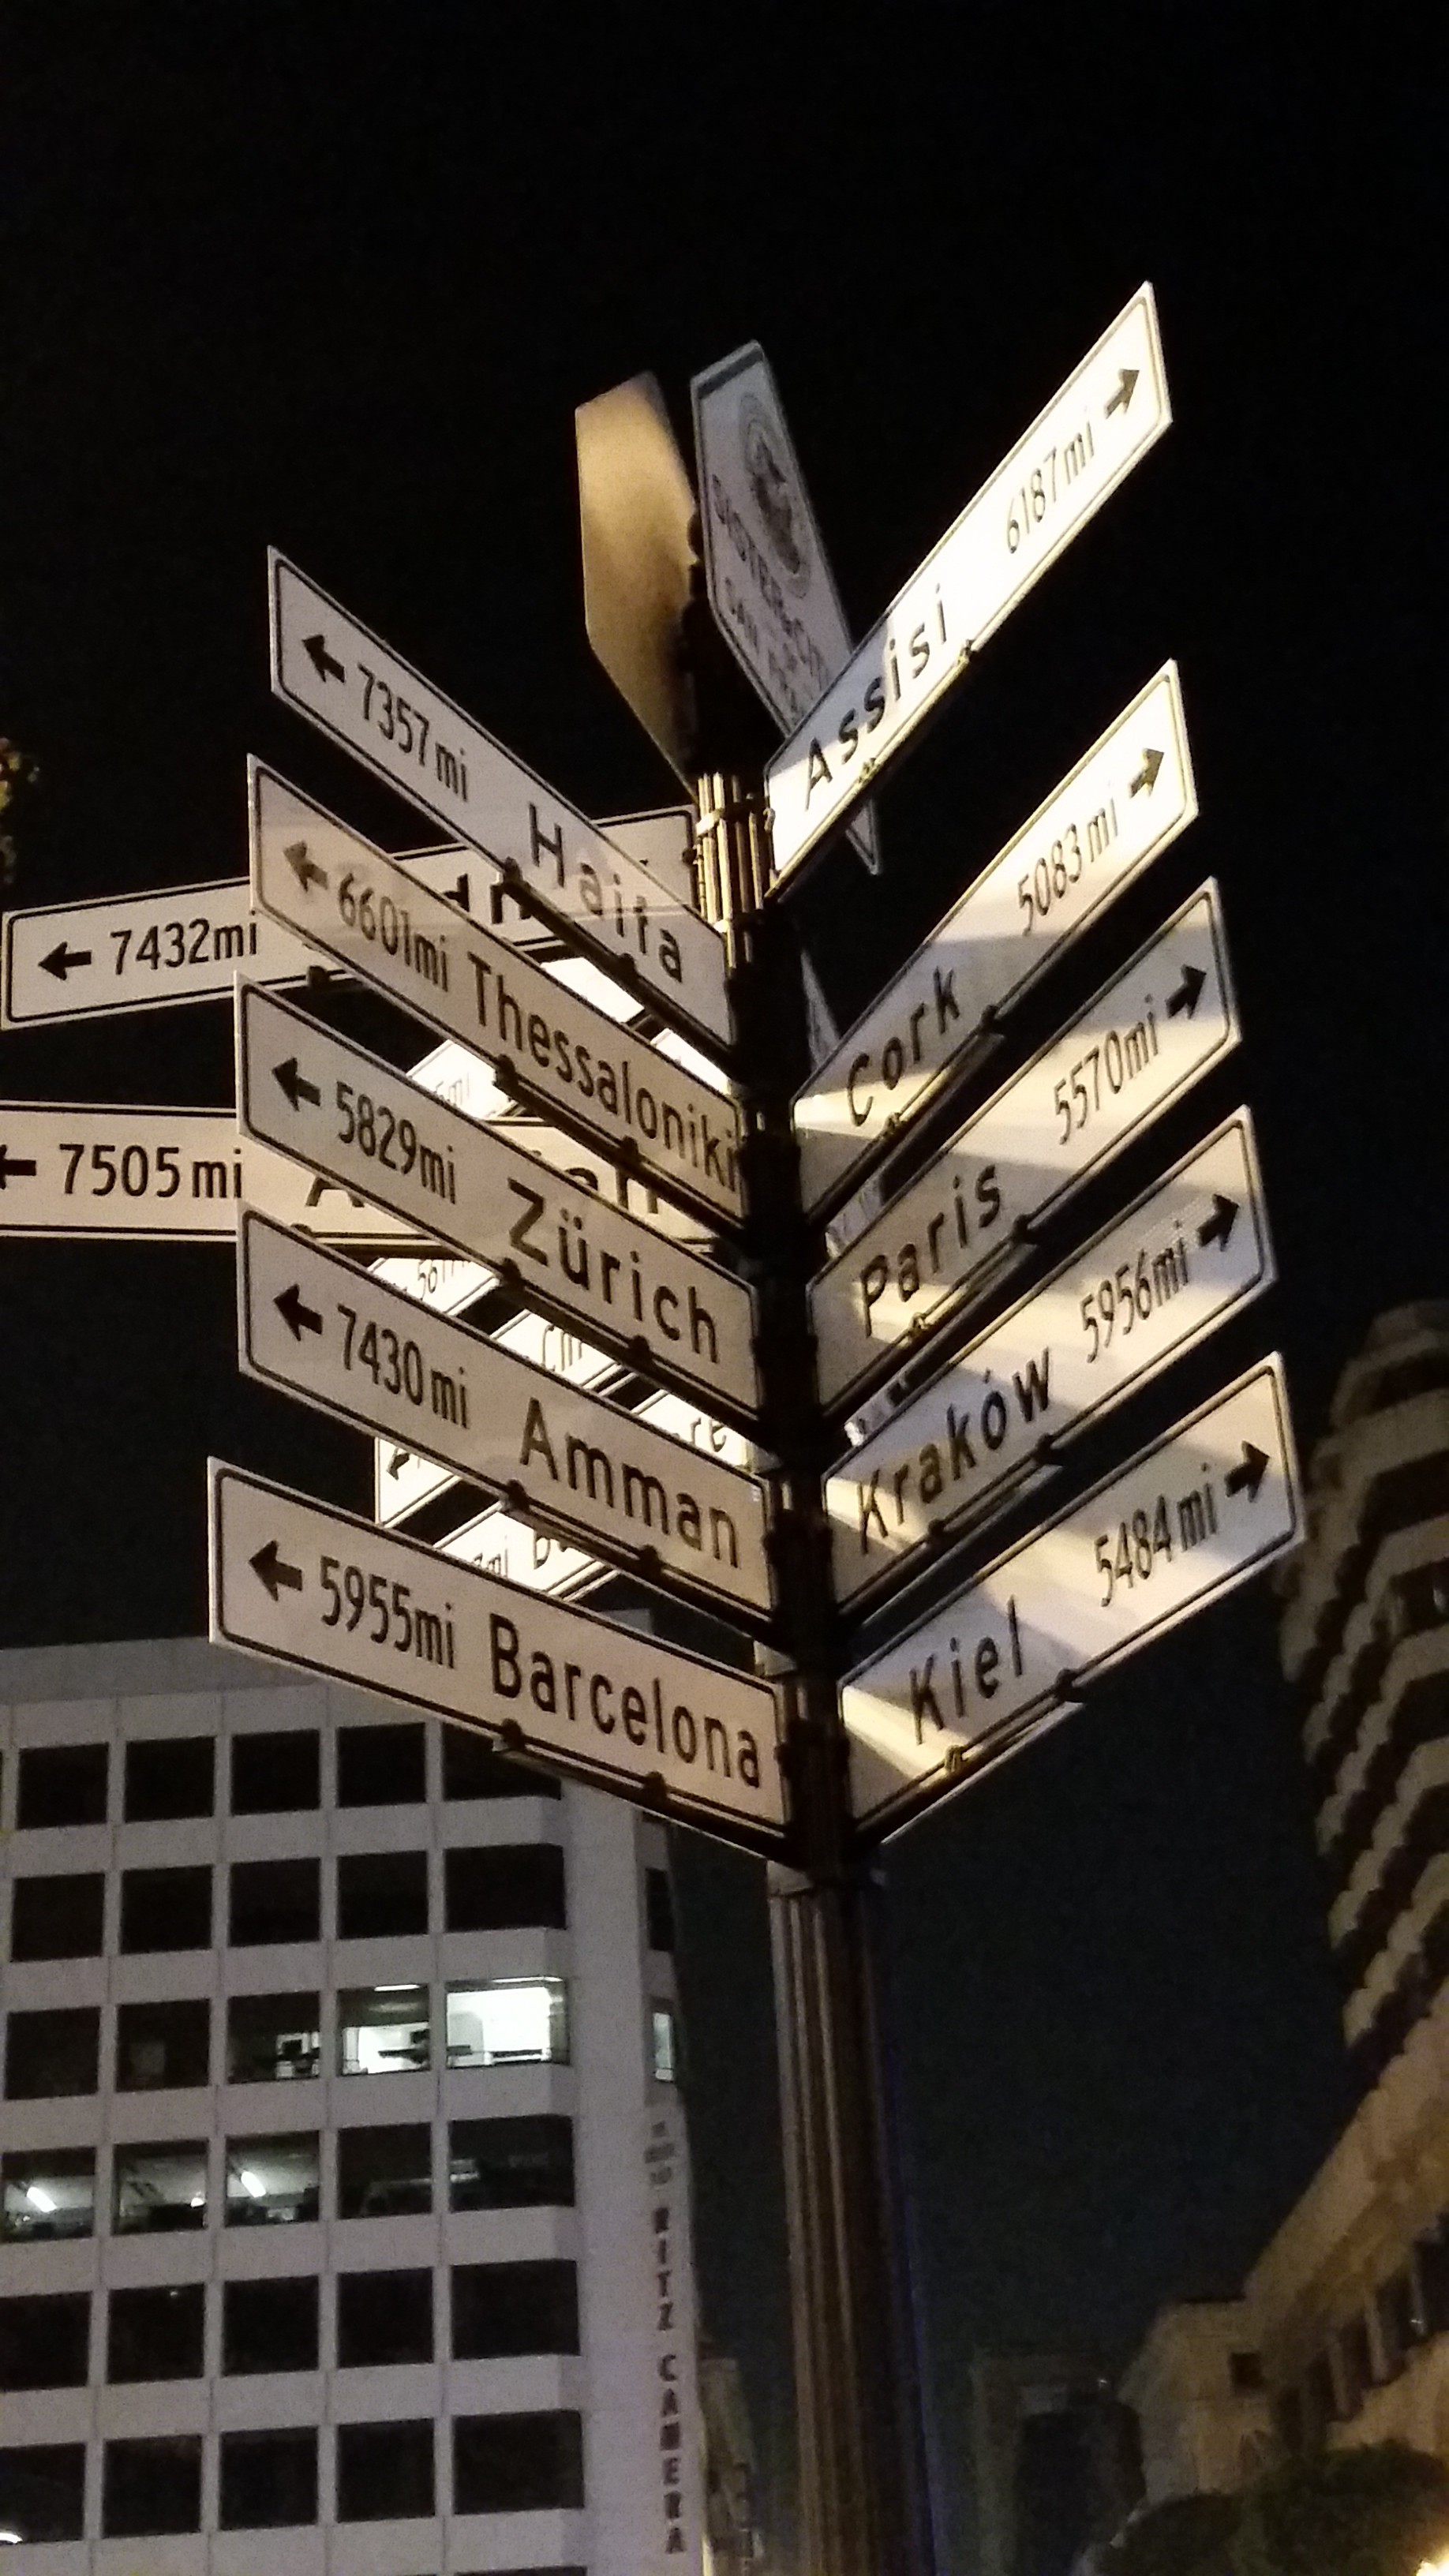 Assisi 6187mi
7357mi Haifa
Cork 5083mi
7432mi
6601mi Thessaloniki
Paris 5570mi
5829mi Zürich
7505mi
Kraków 5956mi
7430mi Amman
Kiel 5484mi
5955mi Barcelona
RITZ CAMERA